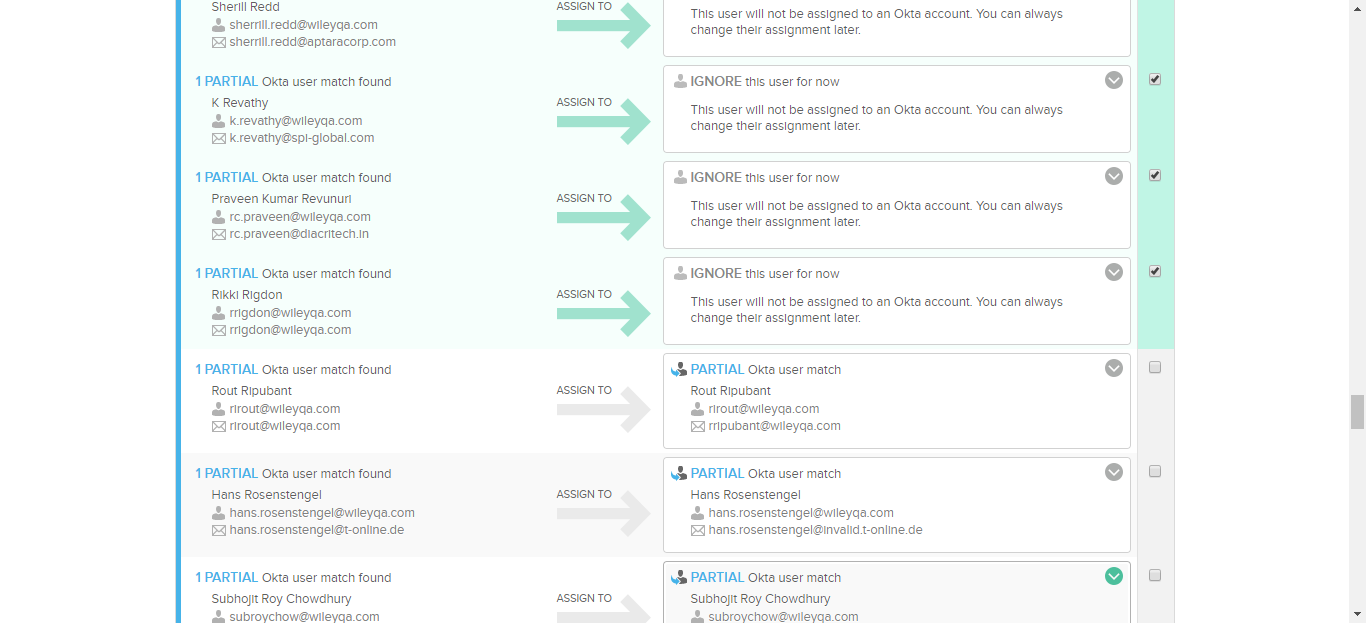 Sherill Redd
sherrill.redd@wileyqa.com
sherrill.redd@aptaracorp.com
ASSIGN TO
This user will not be assigned to an Okta account. You can always
change their assignment later.
1 PARTIAL Okta user match found
K Revathy
k.revathy@wileyqa.com
k.revathy@spi-global.com
ASSIGN TO
IGNORE this user for now
This user will not be assigned to an Okta account. You can always
change their assignment later.
1 PARTIAL Okta user match found
Praveen Kumar Revunuri
rc.praveen@wileyqa.com
rc.praveen@diacritech.in
ASSIGN TO
IGNORE this user for now
This user will not be assigned to an Okta account. You can always
change their assignment later.
1 PARTIAL Okta user match found
Rikki Rigdon
rrigdon@wileyqa.com
rrigdon@wileyqa.com
ASSIGN TO
IGNORE this user for now
This user will not be assigned to an Okta account. You can always
change their assignment later.
1 PARTIAL Okta user match found
Rout Ripubant
rirout@wileyqa.com
rirout@wileyqa.com
ASSIGN TO
PARTIAL Okta user match
Rout Ripubant
rirout@wileyqa.com
rripubant@wileyqa.com
1 PARTIAL Okta user match found
Hans Rosenstengel
hans.rosenstengel@wileyqa.com
hans.rosenstengel@t-online.de
ASSIGN TO
PARTIAL Okta user match
Hans Rosenstengel
hans.rosenstengel@wileyqa.com
hans.rosenstengel@invalid.t-online.de
1 PARTIAL Okta user match found
Subhojit Roy Chowdhury
subroychow@wileyqa.com
ASSIGN TO
PARTIAL Okta user match
Subhojit Roy Chowdhury
subroychow@wileyqa.com